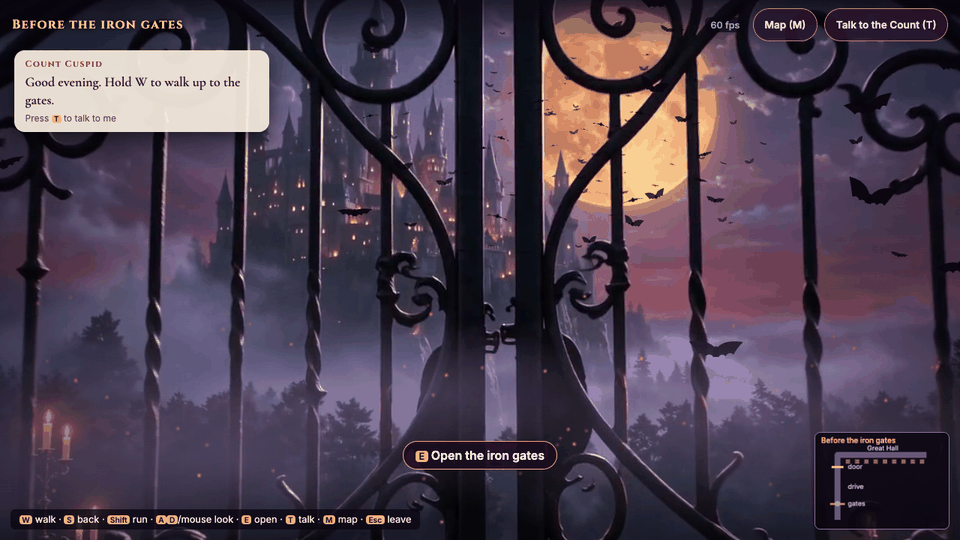 Before the iron gates
60 fps
Map (M)
Talk to the Count (T)
Count Cuspid
Good evening. Hold W to walk up to the
gates.
Press T to talk to me
E Open the iron gates
Before the iron gates
Great Hall
door
drive
gates
W walk · S back · Shift run · A D/mouse look · E open · T talk · M map · Esc leave